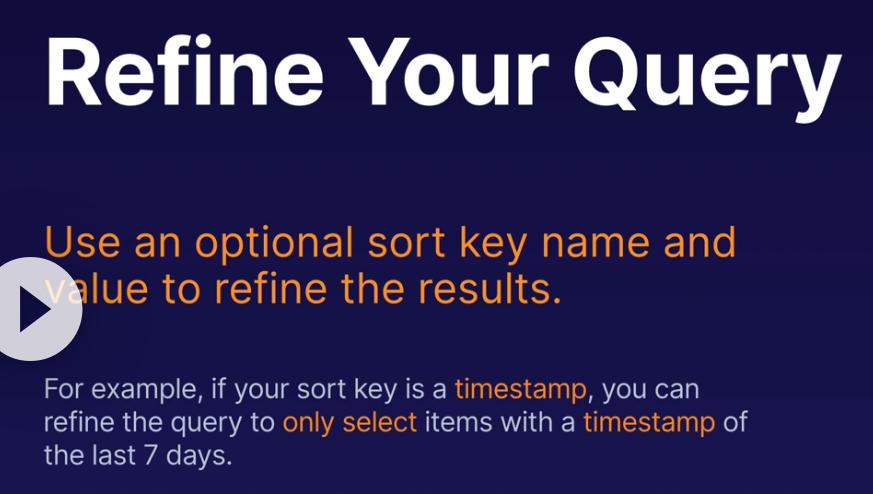 Refine Your Query
Use an optional sort key name and
value to refine the results.
For example, if your sort key is a timestamp, you can
refine the query to only select items with a timestamp of
the last 7 days.